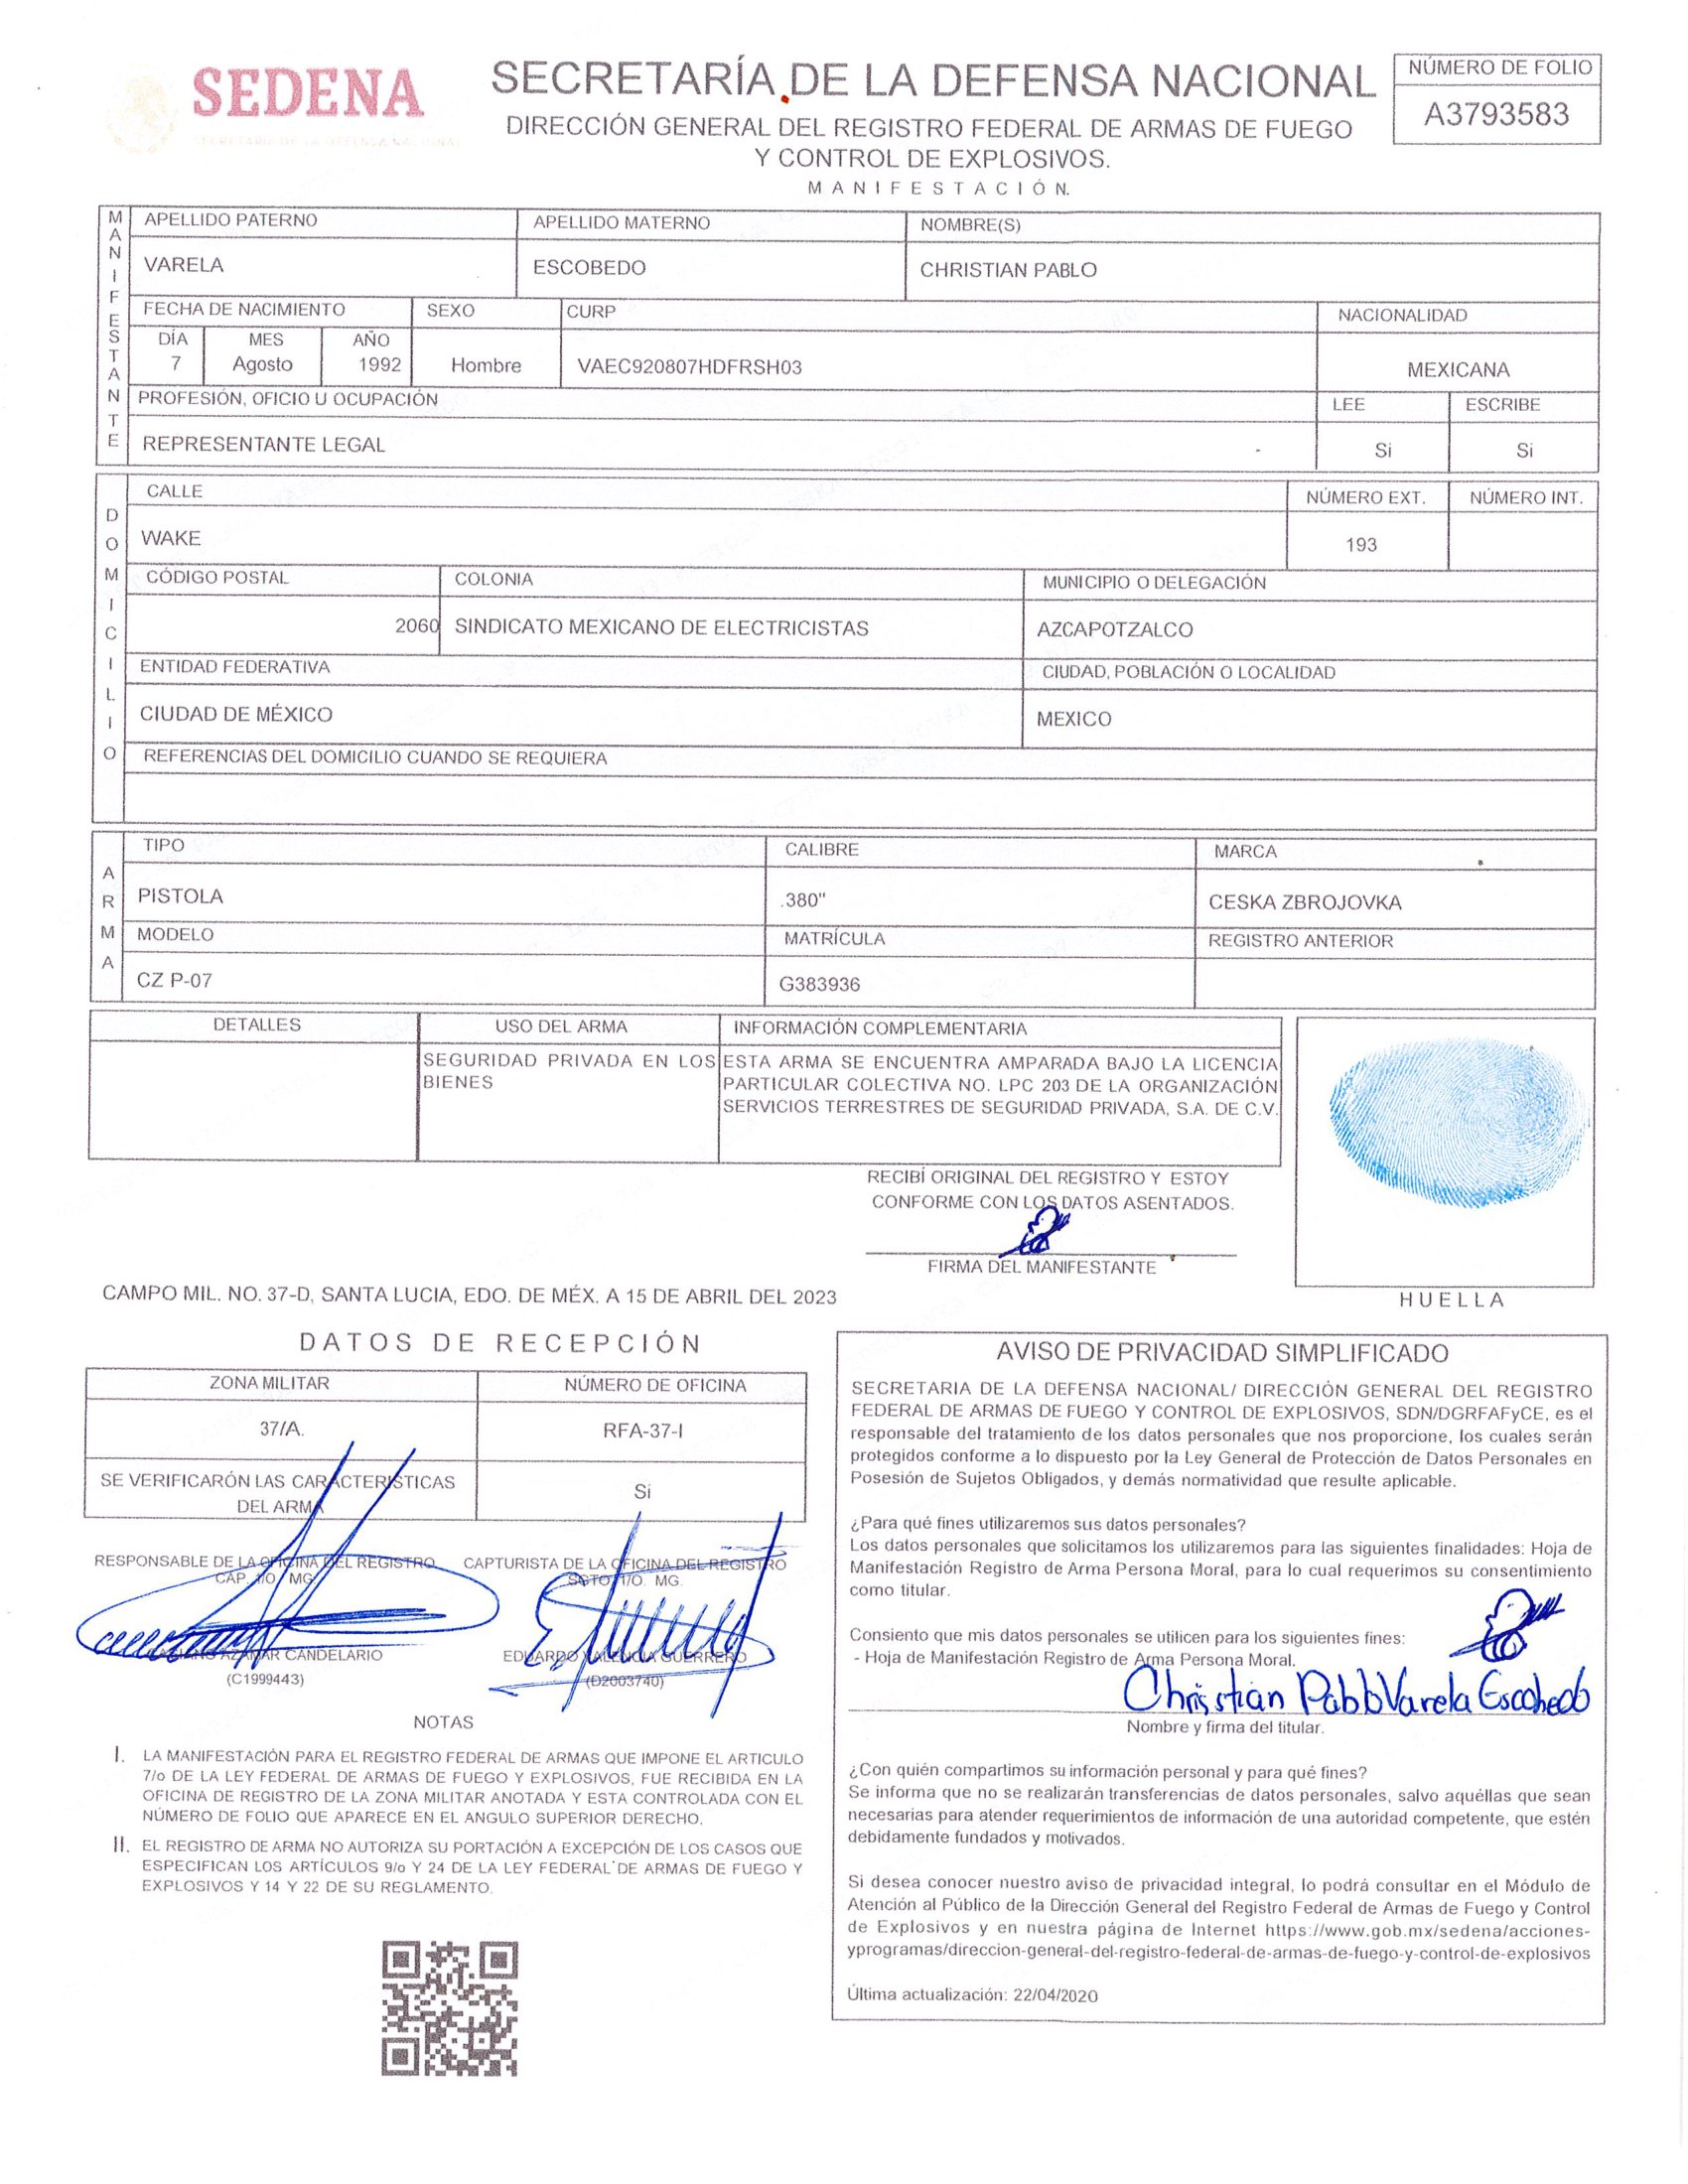 SEDENA
SECRETARÍA DE LA DEFENSA NACIONAL
SECRETARÍA DE LA DEFENSA NACIONAL
DIRECCIÓN GENERAL DEL REGISTRO FEDERAL DE ARMAS DE FUEGO
Y CONTROL DE EXPLOSIVOS.
MANIFESTACIÓN.
NÚMERO DE FOLIO
A3793583
MANIFESTANTE
APELLIDO PATERNO APELLIDO MATERNO NOMBRE(S)
VARELA ESCOBEDO CHRISTIAN PABLO
FECHA DE NACIMIENTO SEXO CURP NACIONALIDAD
DÍA MES AÑO
7 Agosto 1992 Hombre VAEC920807HDFRSH03 MEXICANA
PROFESIÓN, OFICIO U OCUPACIÓN LEE ESCRIBE
REPRESENTANTE LEGAL Si Si
DOMICILIO
CALLE NÚMERO EXT. NÚMERO INT.
WAKE 193
CÓDIGO POSTAL COLONIA MUNICIPIO O DELEGACIÓN
2060 SINDICATO MEXICANO DE ELECTRICISTAS AZCAPOTZALCO
ENTIDAD FEDERATIVA CIUDAD, POBLACIÓN O LOCALIDAD
CIUDAD DE MÉXICO MEXICO
REFERENCIAS DEL DOMICILIO CUANDO SE REQUIERA
ARMA
TIPO CALIBRE MARCA
PISTOLA .380" CESKA ZBROJOVKA
MODELO MATRÍCULA REGISTRO ANTERIOR
CZ P-07 G383936
DETALLES USO DEL ARMA INFORMACIÓN COMPLEMENTARIA
SEGURIDAD PRIVADA EN LOS BIENES
ESTA ARMA SE ENCUENTRA AMPARADA BAJO LA LICENCIA
PARTICULAR COLECTIVA NO. LPC 203 DE LA ORGANIZACIÓN
SERVICIOS TERRESTRES DE SEGURIDAD PRIVADA, S.A. DE C.V.
RECIBÍ ORIGINAL DEL REGISTRO Y ESTOY
CONFORME CON LOS DATOS ASENTADOS.
FIRMA DEL MANIFESTANTE
HUELLA
CAMPO MIL. NO. 37-D, SANTA LUCIA, EDO. DE MÉX. A 15 DE ABRIL DEL 2023
DATOS DE RECEPCIÓN
ZONA MILITAR NÚMERO DE OFICINA
37/A. RFA-37-I
SE VERIFICARÓN LAS CARACTERISTICAS
DEL ARMA
Si
RESPONSABLE DE LA OFICINA DEL REGISTRO
CAP. 1/O. MG.
AZAMAR CANDELARIO
(C1999443)
CAPTURISTA DE LA OFICINA DEL REGISTRO
SGTO. 1/O. MG.
EDUARDO VALENCIA GUERRERO
(D2003740)
NOTAS
I. LA MANIFESTACIÓN PARA EL REGISTRO FEDERAL DE ARMAS QUE IMPONE EL ARTICULO
7/o DE LA LEY FEDERAL DE ARMAS DE FUEGO Y EXPLOSIVOS, FUE RECIBIDA EN LA
OFICINA DE REGISTRO DE LA ZONA MILITAR ANOTADA Y ESTA CONTROLADA CON EL
NÚMERO DE FOLIO QUE APARECE EN EL ANGULO SUPERIOR DERECHO.
II. EL REGISTRO DE ARMA NO AUTORIZA SU PORTACIÓN A EXCEPCIÓN DE LOS CASOS QUE
ESPECIFICAN LOS ARTÍCULOS 9/o Y 24 DE LA LEY FEDERAL DE ARMAS DE FUEGO Y
EXPLOSIVOS Y 14 Y 22 DE SU REGLAMENTO.
AVISO DE PRIVACIDAD SIMPLIFICADO
SECRETARIA DE LA DEFENSA NACIONAL/ DIRECCIÓN GENERAL DEL REGISTRO
FEDERAL DE ARMAS DE FUEGO Y CONTROL DE EXPLOSIVOS, SDN/DGRFAFyCE, es el
responsable del tratamiento de los datos personales que nos proporcione, los cuales serán
protegidos conforme a lo dispuesto por la Ley General de Protección de Datos Personales en
Posesión de Sujetos Obligados, y demás normatividad que resulte aplicable.
¿Para qué fines utilizaremos sus datos personales?
Los datos personales que solicitamos los utilizaremos para las siguientes finalidades: Hoja de
Manifestación Registro de Arma Persona Moral, para lo cual requerimos su consentimiento
como titular.
Consiento que mis datos personales se utilicen para los siguientes fines:
- Hoja de Manifestación Registro de Arma Persona Moral.
Christian Pablo Varela Escobedo
Nombre y firma del titular.
¿Con quién compartimos su información personal y para qué fines?
Se informa que no se realizarán transferencias de datos personales, salvo aquéllas que sean
necesarias para atender requerimientos de información de una autoridad competente, que estén
debidamente fundados y motivados.
Si desea conocer nuestro aviso de privacidad integral, lo podrá consultar en el Módulo de
Atención al Público de la Dirección General del Registro Federal de Armas de Fuego y Control
de Explosivos y en nuestra página de Internet https://www.gob.mx/sedena/acciones-
yprogramas/direccion-general-del-registro-federal-de-armas-de-fuego-y-control-de-explosivos
Última actualización: 22/04/2020